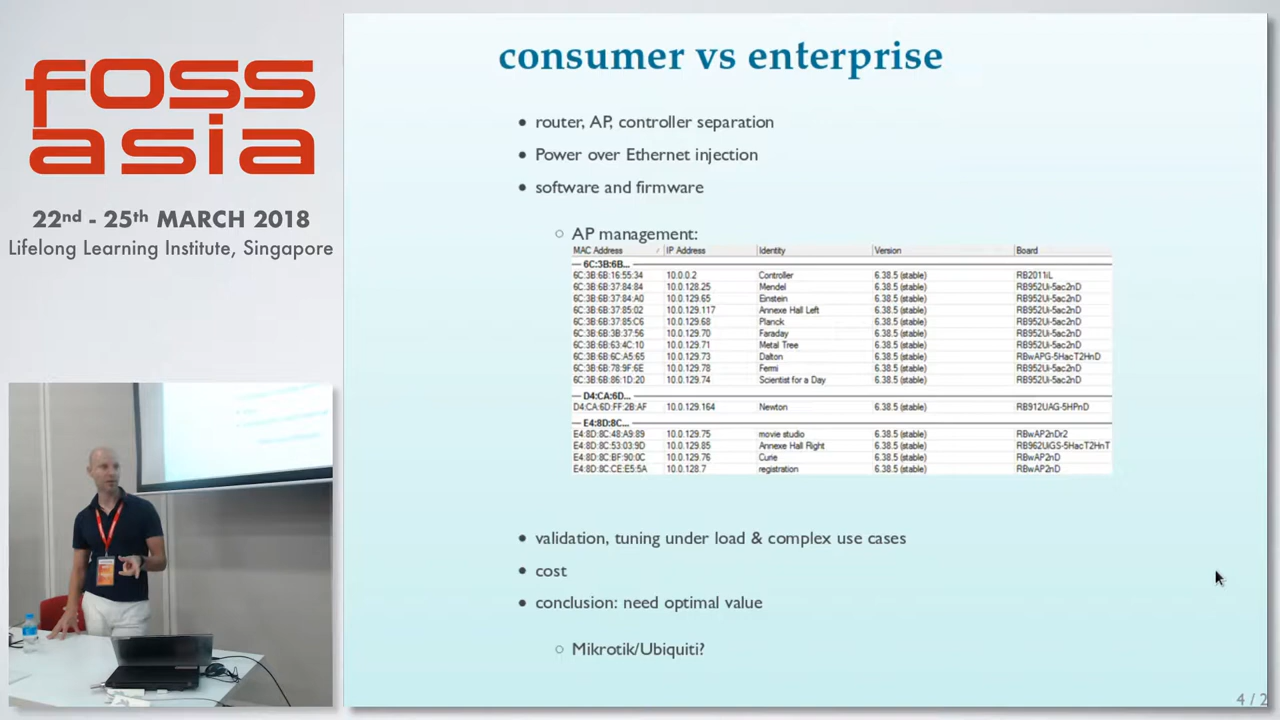 foss
asia
22nd - 25th MARCH 2018
Lifelong Learning Institute, Singapore
consumer vs enterprise
• router, AP, controller separation
• Power over Ethernet injection
• software and firmware
○ AP management:
MAC Address IP Address Identity Version Board
6C:3B:6B...
6C:3B:6B:16:55:34 10.0.0.2 Controller 6.38.5 (stable) RB2011iL
6C:3B:6B:37:84:84 10.0.128.25 Mendel 6.38.5 (stable) RB952Ui-5ac2nD
6C:3B:6B:37:84:A0 10.0.129.65 Einstein 6.38.5 (stable) RB952Ui-5ac2nD
6C:3B:6B:37:85:02 10.0.129.117 Annexe Hall Left 6.38.5 (stable) RB952Ui-5ac2nD
6C:3B:6B:37:85:C6 10.0.129.68 Planck 6.38.5 (stable) RB952Ui-5ac2nD
6C:3B:6B:3B:37:56 10.0.129.70 Faraday 6.38.5 (stable) RB952Ui-5ac2nD
6C:3B:6B:63:4C:10 10.0.129.71 Metal Tree 6.38.5 (stable) RB952Ui-5ac2nD
6C:3B:6B:6C:A5:65 10.0.129.73 Dalton 6.38.5 (stable) RBwAPG-5HacT2HnD
6C:3B:6B:78:9F:6E 10.0.129.78 Fermi 6.38.5 (stable) RB952Ui-5ac2nD
6C:3B:6B:86:1D:20 10.0.129.74 Scientist for a Day 6.38.5 (stable) RB952Ui-5ac2nD
D4:CA:6D...
D4:CA:6D:FF:2B:AF 10.0.129.164 Newton 6.38.5 (stable) RB912UAG-5HPnD
E4:8D:8C...
E4:8D:8C:48:A9:89 10.0.129.75 movie studio 6.38.5 (stable) RBwAP2nDr2
E4:8D:8C:53:03:9D 10.0.129.85 Annexe Hall Right 6.38.5 (stable) RB962UiGS-5HacT2HnT
E4:8D:8C:BF:90:0C 10.0.129.76 Curie 6.38.5 (stable) RBwAP2nD
E4:8D:8C:CE:E5:5A 10.0.128.7 registration 6.38.5 (stable) RBwAP2nD
• validation, tuning under load & complex use cases
• cost
• conclusion: need optimal value
○ Mikrotik/Ubiquiti?
4 / 2